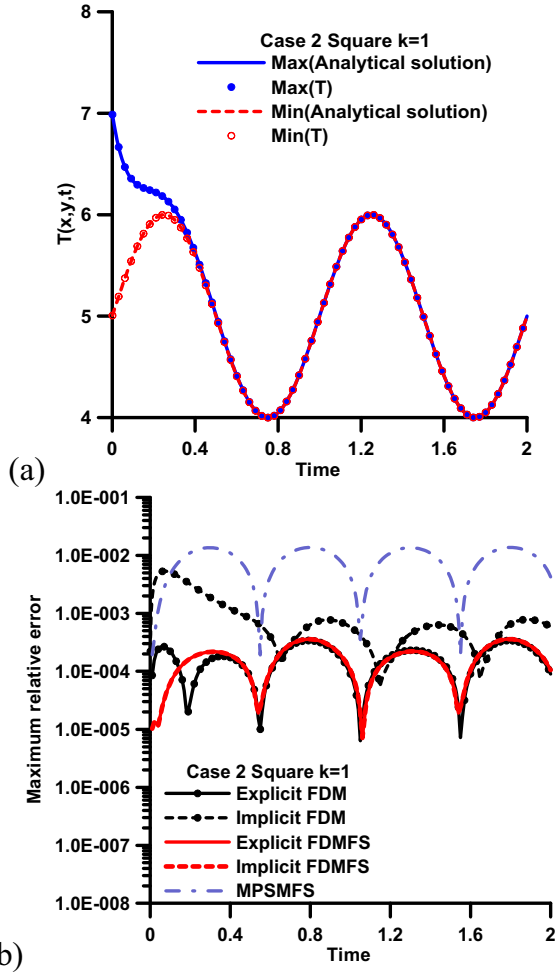 8
Case 2 Square k=1
Max(Analytical solution)
Max(T)
Min(Analytical solution)
Min(T)
7
T(x,y,t)
6
5
4
0 0.4 0.8 1.2 1.6 2
Time
(a)
1.0E-001
1.0E-002
1.0E-003
1.0E-004
1.0E-005
1.0E-006
1.0E-007
1.0E-008
Maximum relative error
Case 2 Square k=1
Explicit FDM
Implicit FDM
Explicit FDMFS
Implicit FDMFS
MPSMFS
0 0.4 0.8 1.2 1.6 2
Time
b)